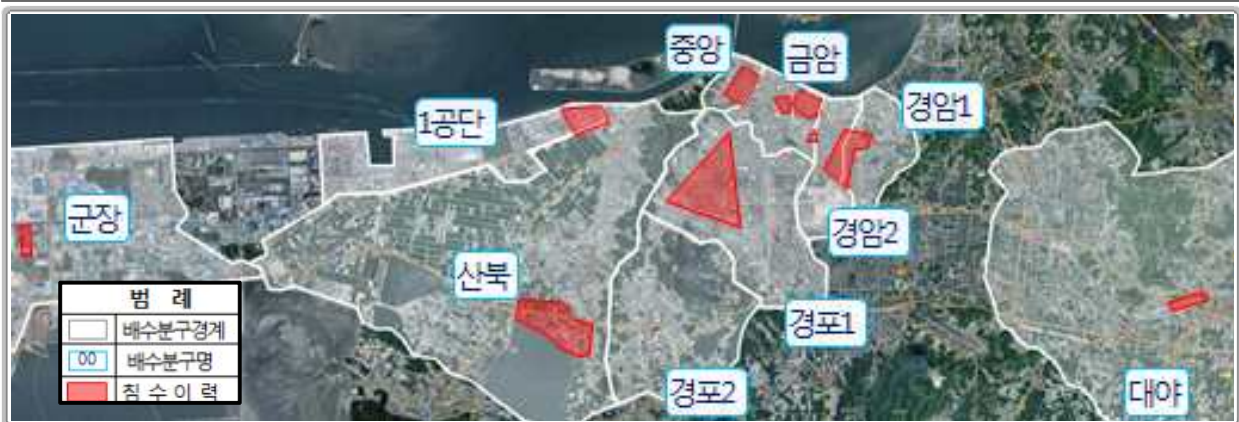 중앙
금암
경암1
1공단
군장
산북
경암2
경포1
경포2
대야
범 례
배수분구경계
00 배수분구명
침 수 이 력